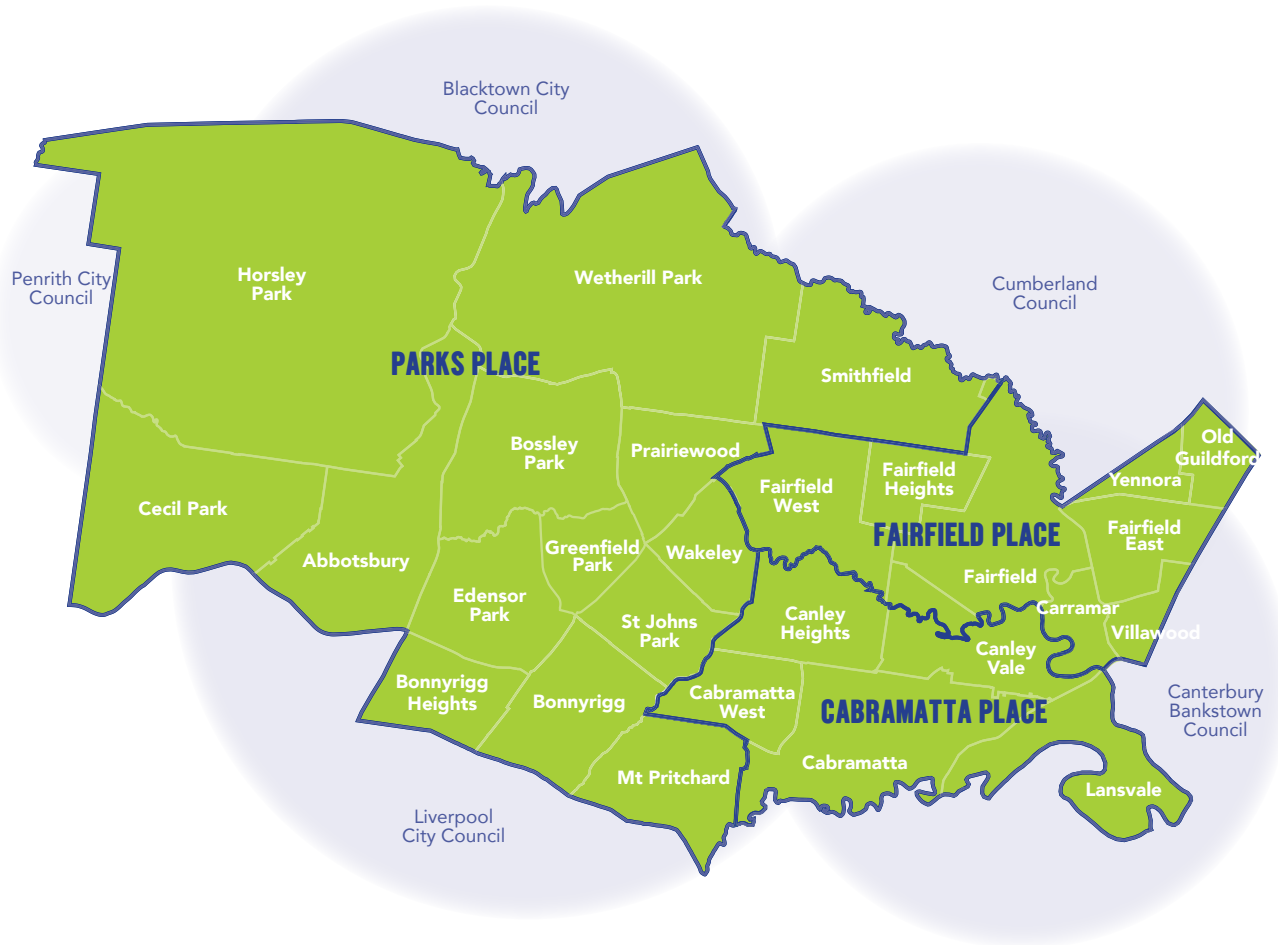 Blacktown City
Council
Penrith City
Council
Horsley
Park
Wetherill Park
Cumberland
Council
PARKS PLACE
Smithfield
Bossley
Park
Prairiewood
Old
Guildford
Yennora
Fairfield
Heights
Fairfield
West
Cecil Park
FAIRFIELD PLACE
Fairfield
East
Abbotsbury
Greenfield
Park
Wakeley
Fairfield
Edensor
Park
Carramar
St Johns
Park
Canley
Heights
Villawood
Canley
Vale
Bonnyrigg
Heights
Bonnyrigg
Cabramatta
West
CABRAMATTA PLACE
Canterbury
Bankstown
Council
Cabramatta
Mt Pritchard
Lansvale
Liverpool
City Council